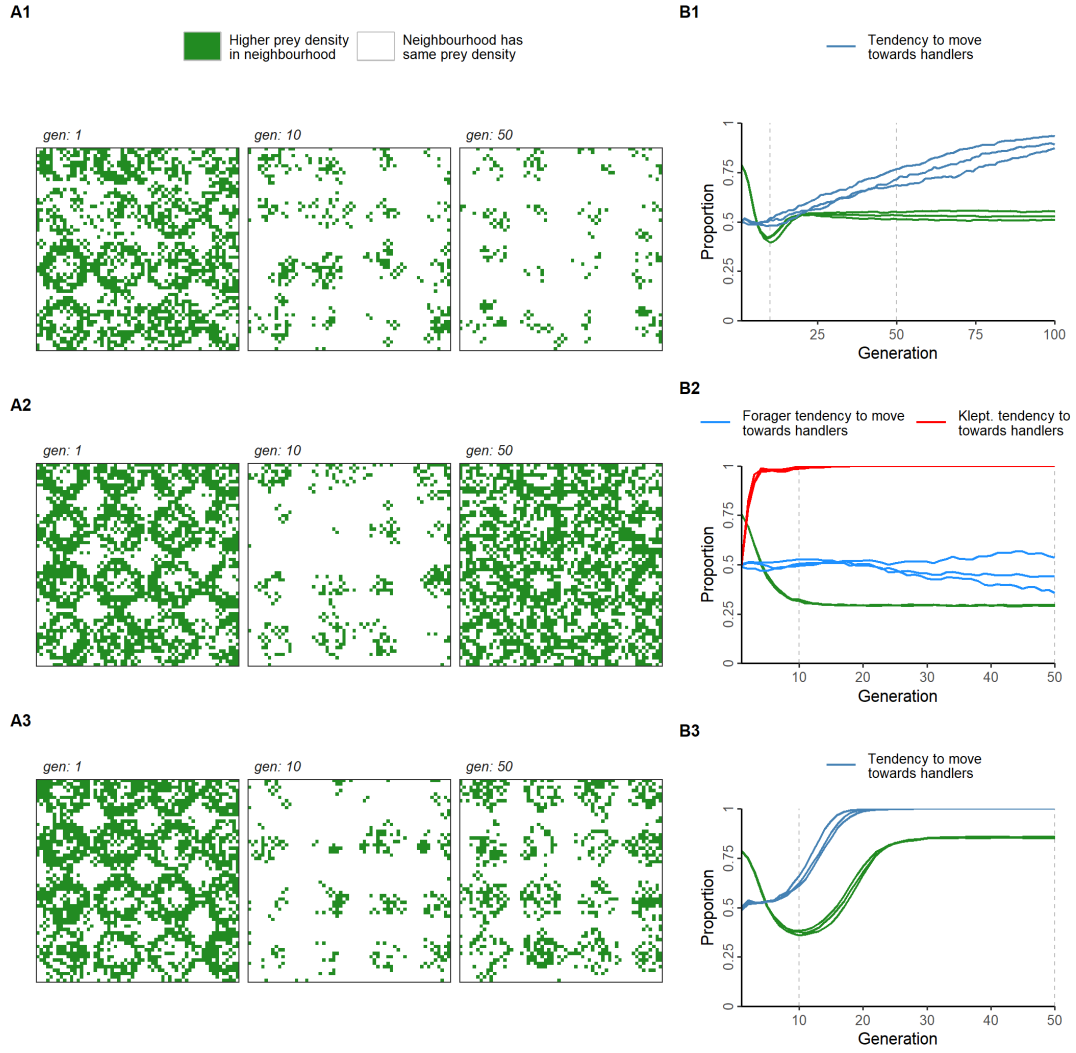 A1
Higher prey density
in neighbourhood
Neighbourhood has
same prey density
gen: 1
gen: 10
gen: 50
B1
Tendency to move
towards handlers
Proportion
0
0.25
0.5
0.75
1
25
50
75
100
Generation
A2
gen: 1
gen: 10
gen: 50
B2
Forager tendency to move
towards handlers
Klept. tendency to
towards handlers
Proportion
0
0.25
0.5
0.75
1
10
20
30
40
50
Generation
A3
gen: 1
gen: 10
gen: 50
B3
Tendency to move
towards handlers
Proportion
0
0.25
0.5
0.75
1
10
20
30
40
50
Generation